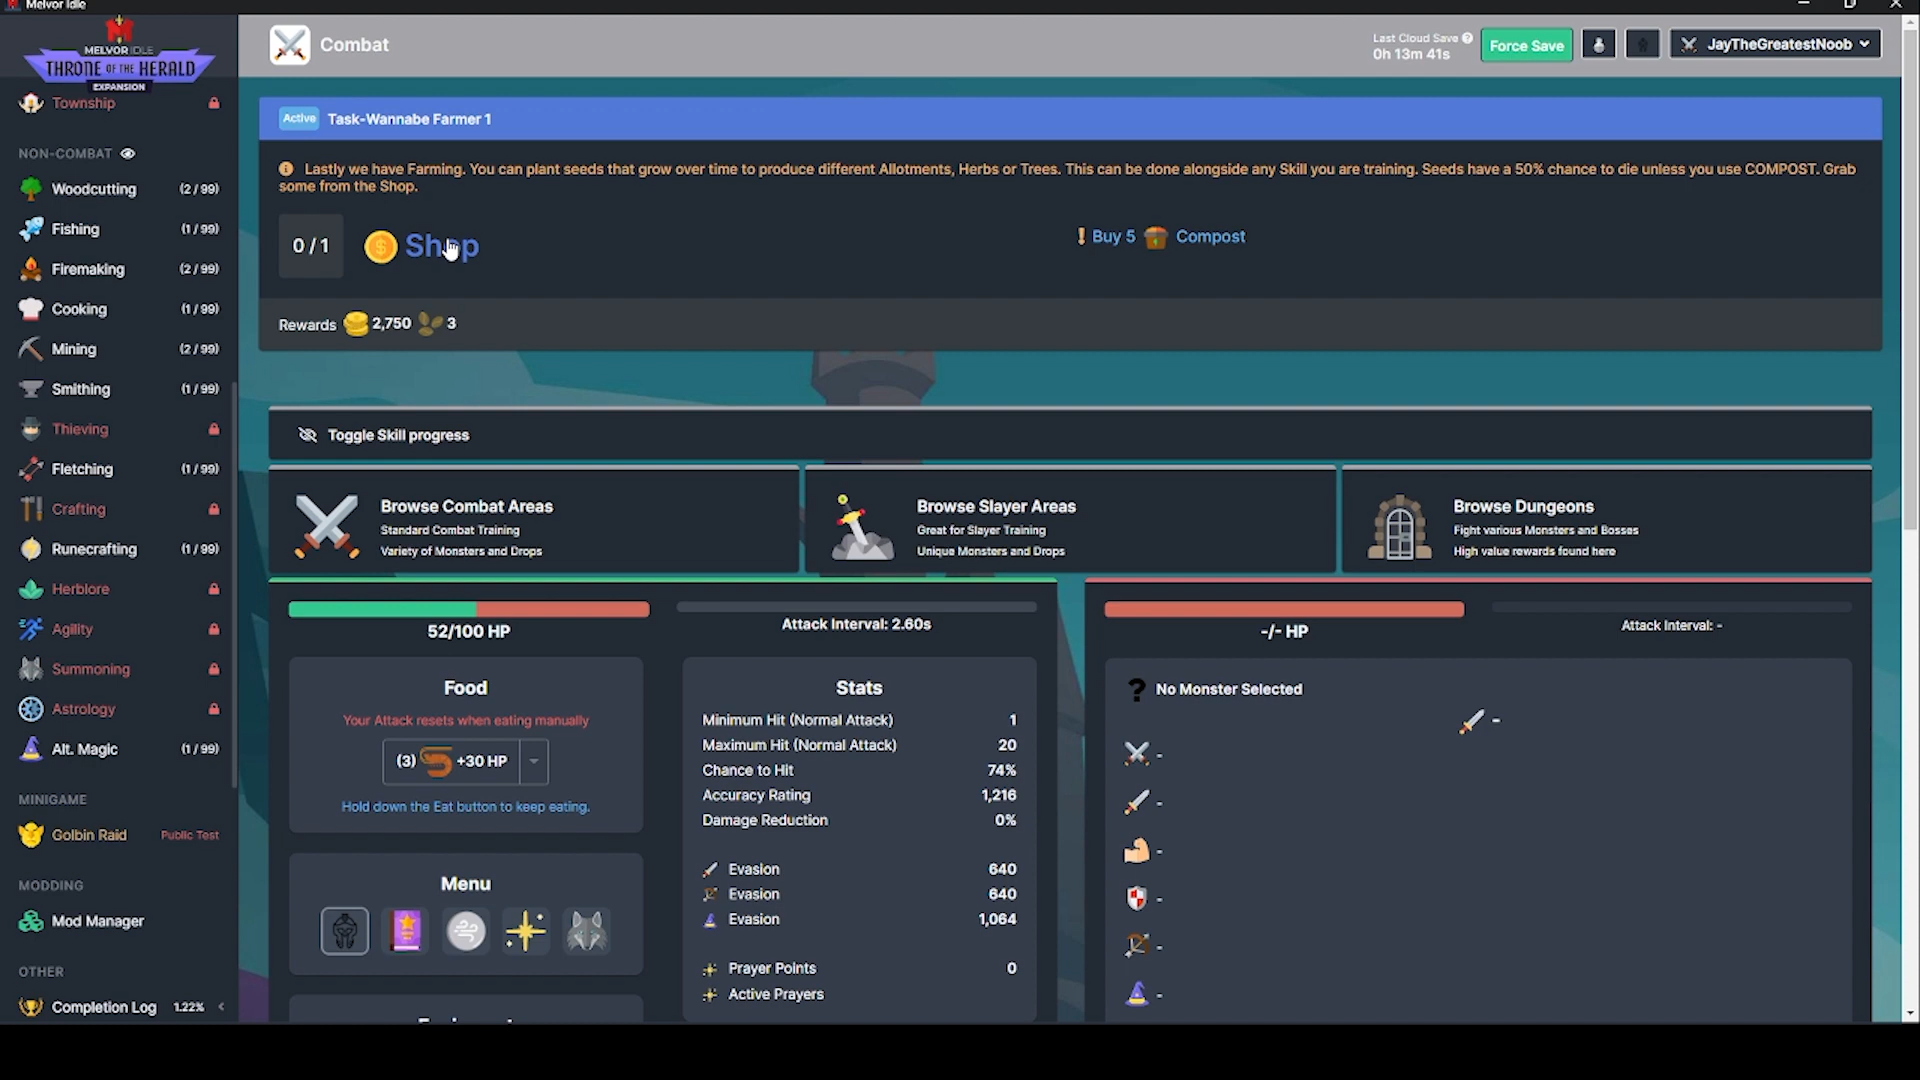 Melvor Idle
MELVOR IDLE
THRONE OF THE HERALD
EXPANSION
Township
NON-COMBAT
Woodcutting (2 / 99)
Fishing (1 / 99)
Firemaking (2 / 99)
Cooking (1 / 99)
Mining (2 / 99)
Smithing (1 / 99)
Thieving
Fletching (1 / 99)
Crafting
Runecrafting (1 / 99)
Herblore
Agility
Summoning
Astrology
Alt. Magic (1 / 99)
MINIGAME
Golbin Raid Public Test
MODDING
Mod Manager
OTHER
Completion Log 1.22%
Combat
Last Cloud Save
0h 13m 41s
Force Save
JayTheGreatestNoob
Active Task-Wannabe Farmer 1
Lastly we have Farming. You can plant seeds that grow over time to produce different Allotments, Herbs or Trees. This can be done alongside any Skill you are training. Seeds have a 50% chance to die unless you use COMPOST. Grab
some from the Shop.
0 / 1 Shop
! Buy 5 Compost
Rewards 2,750 3
Toggle Skill progress
Browse Combat Areas
Standard Combat Training
Variety of Monsters and Drops
Browse Slayer Areas
Great for Slayer Training
Unique Monsters and Drops
Browse Dungeons
Fight various Monsters and Bosses
High value rewards found here
52/100 HP
Attack Interval: 2.60s
Food
Your Attack resets when eating manually
(3) +30 HP
Hold down the Eat button to keep eating.
Menu
Stats
Minimum Hit (Normal Attack) 1
Maximum Hit (Normal Attack) 20
Chance to Hit 74%
Accuracy Rating 1,216
Damage Reduction 0%
Evasion 640
Evasion 640
Evasion 1,064
Prayer Points 0
Active Prayers
-/- HP
Attack Interval: -
? No Monster Selected
-
-
-
-
-
-
-